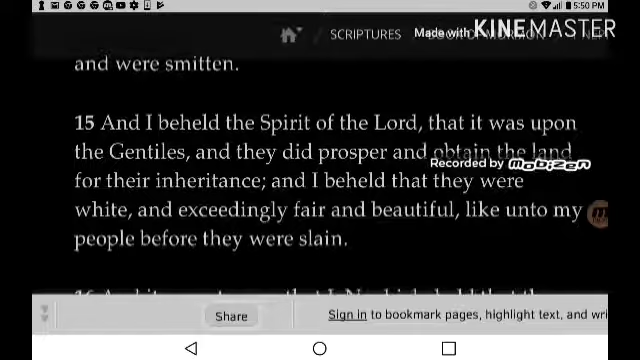 5:50 PM
SCRIPTURES
Made with KINEMASTER
and were smitten.
15 And I beheld the Spirit of the Lord, that it was upon
the Gentiles, and they did prosper and obtain the land
Recorded by mobizen
for their inheritance; and I beheld that they were
white, and exceedingly fair and beautiful, like unto my
people before they were slain.
Share
Sign in to bookmark pages, highlight text, and wri